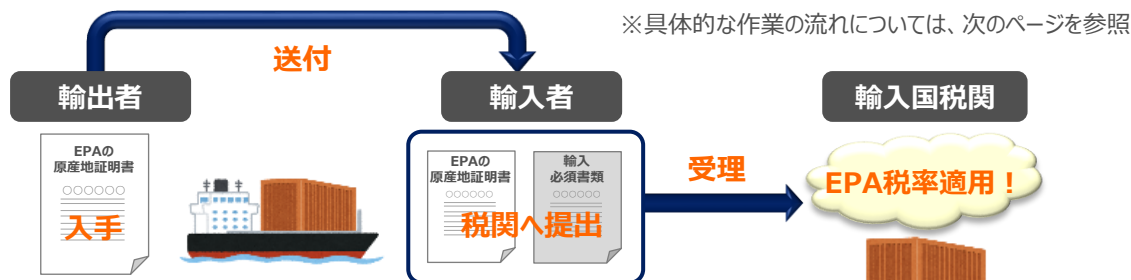 ※具体的な作業の流れについては、次のページを参照
送付
輸出者
輸入者
輸入国税関
EPAの
原産地証明書
○○○○○○
入手
EPAの
原産地証明書
○○○○○○
輸入
必須書類
○○○○○○
税関へ提出
受理
EPA税率適用！